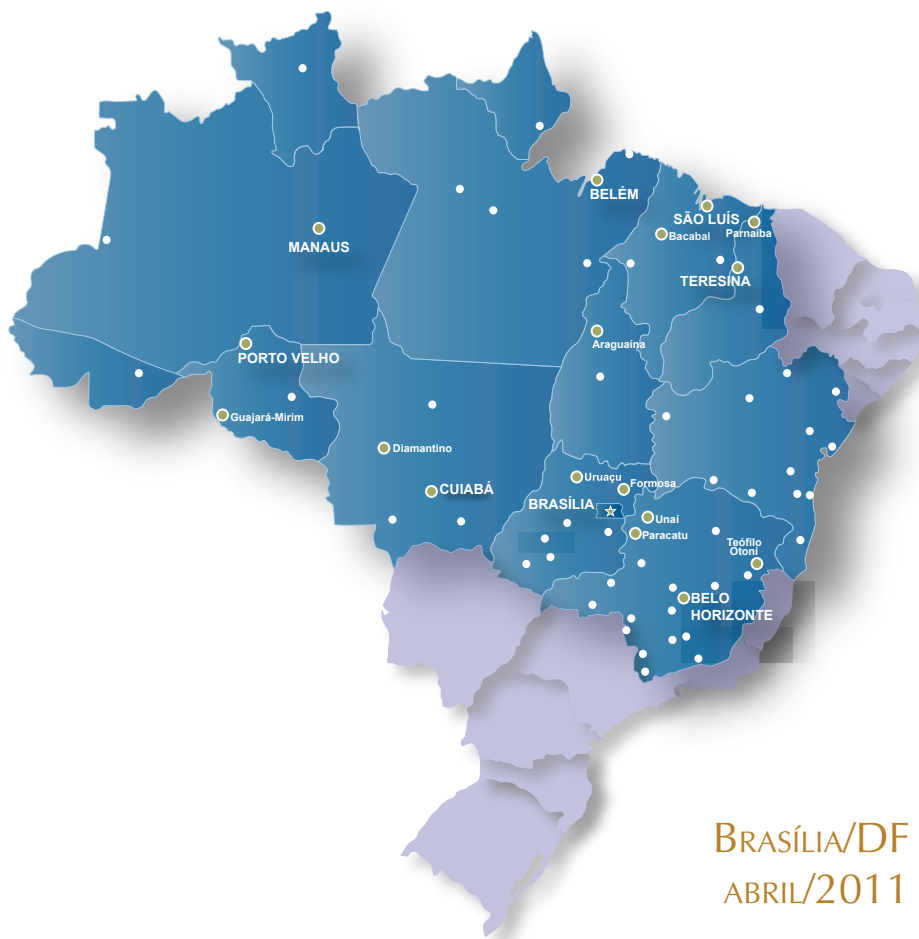 BELÉM
SÃO LUÍS
Bacabal
Parnaíba
MANAUS
TERESINA
Araguaína
PORTO VELHO
Guajará-Mirim
Diamantino
CUIABÁ
Uruaçu
Formosa
BRASÍLIA
Unaí
Paracatu
Teófilo
Otoni
BELO
HORIZONTE
BRASÍLIA/DF
ABRIL/2011